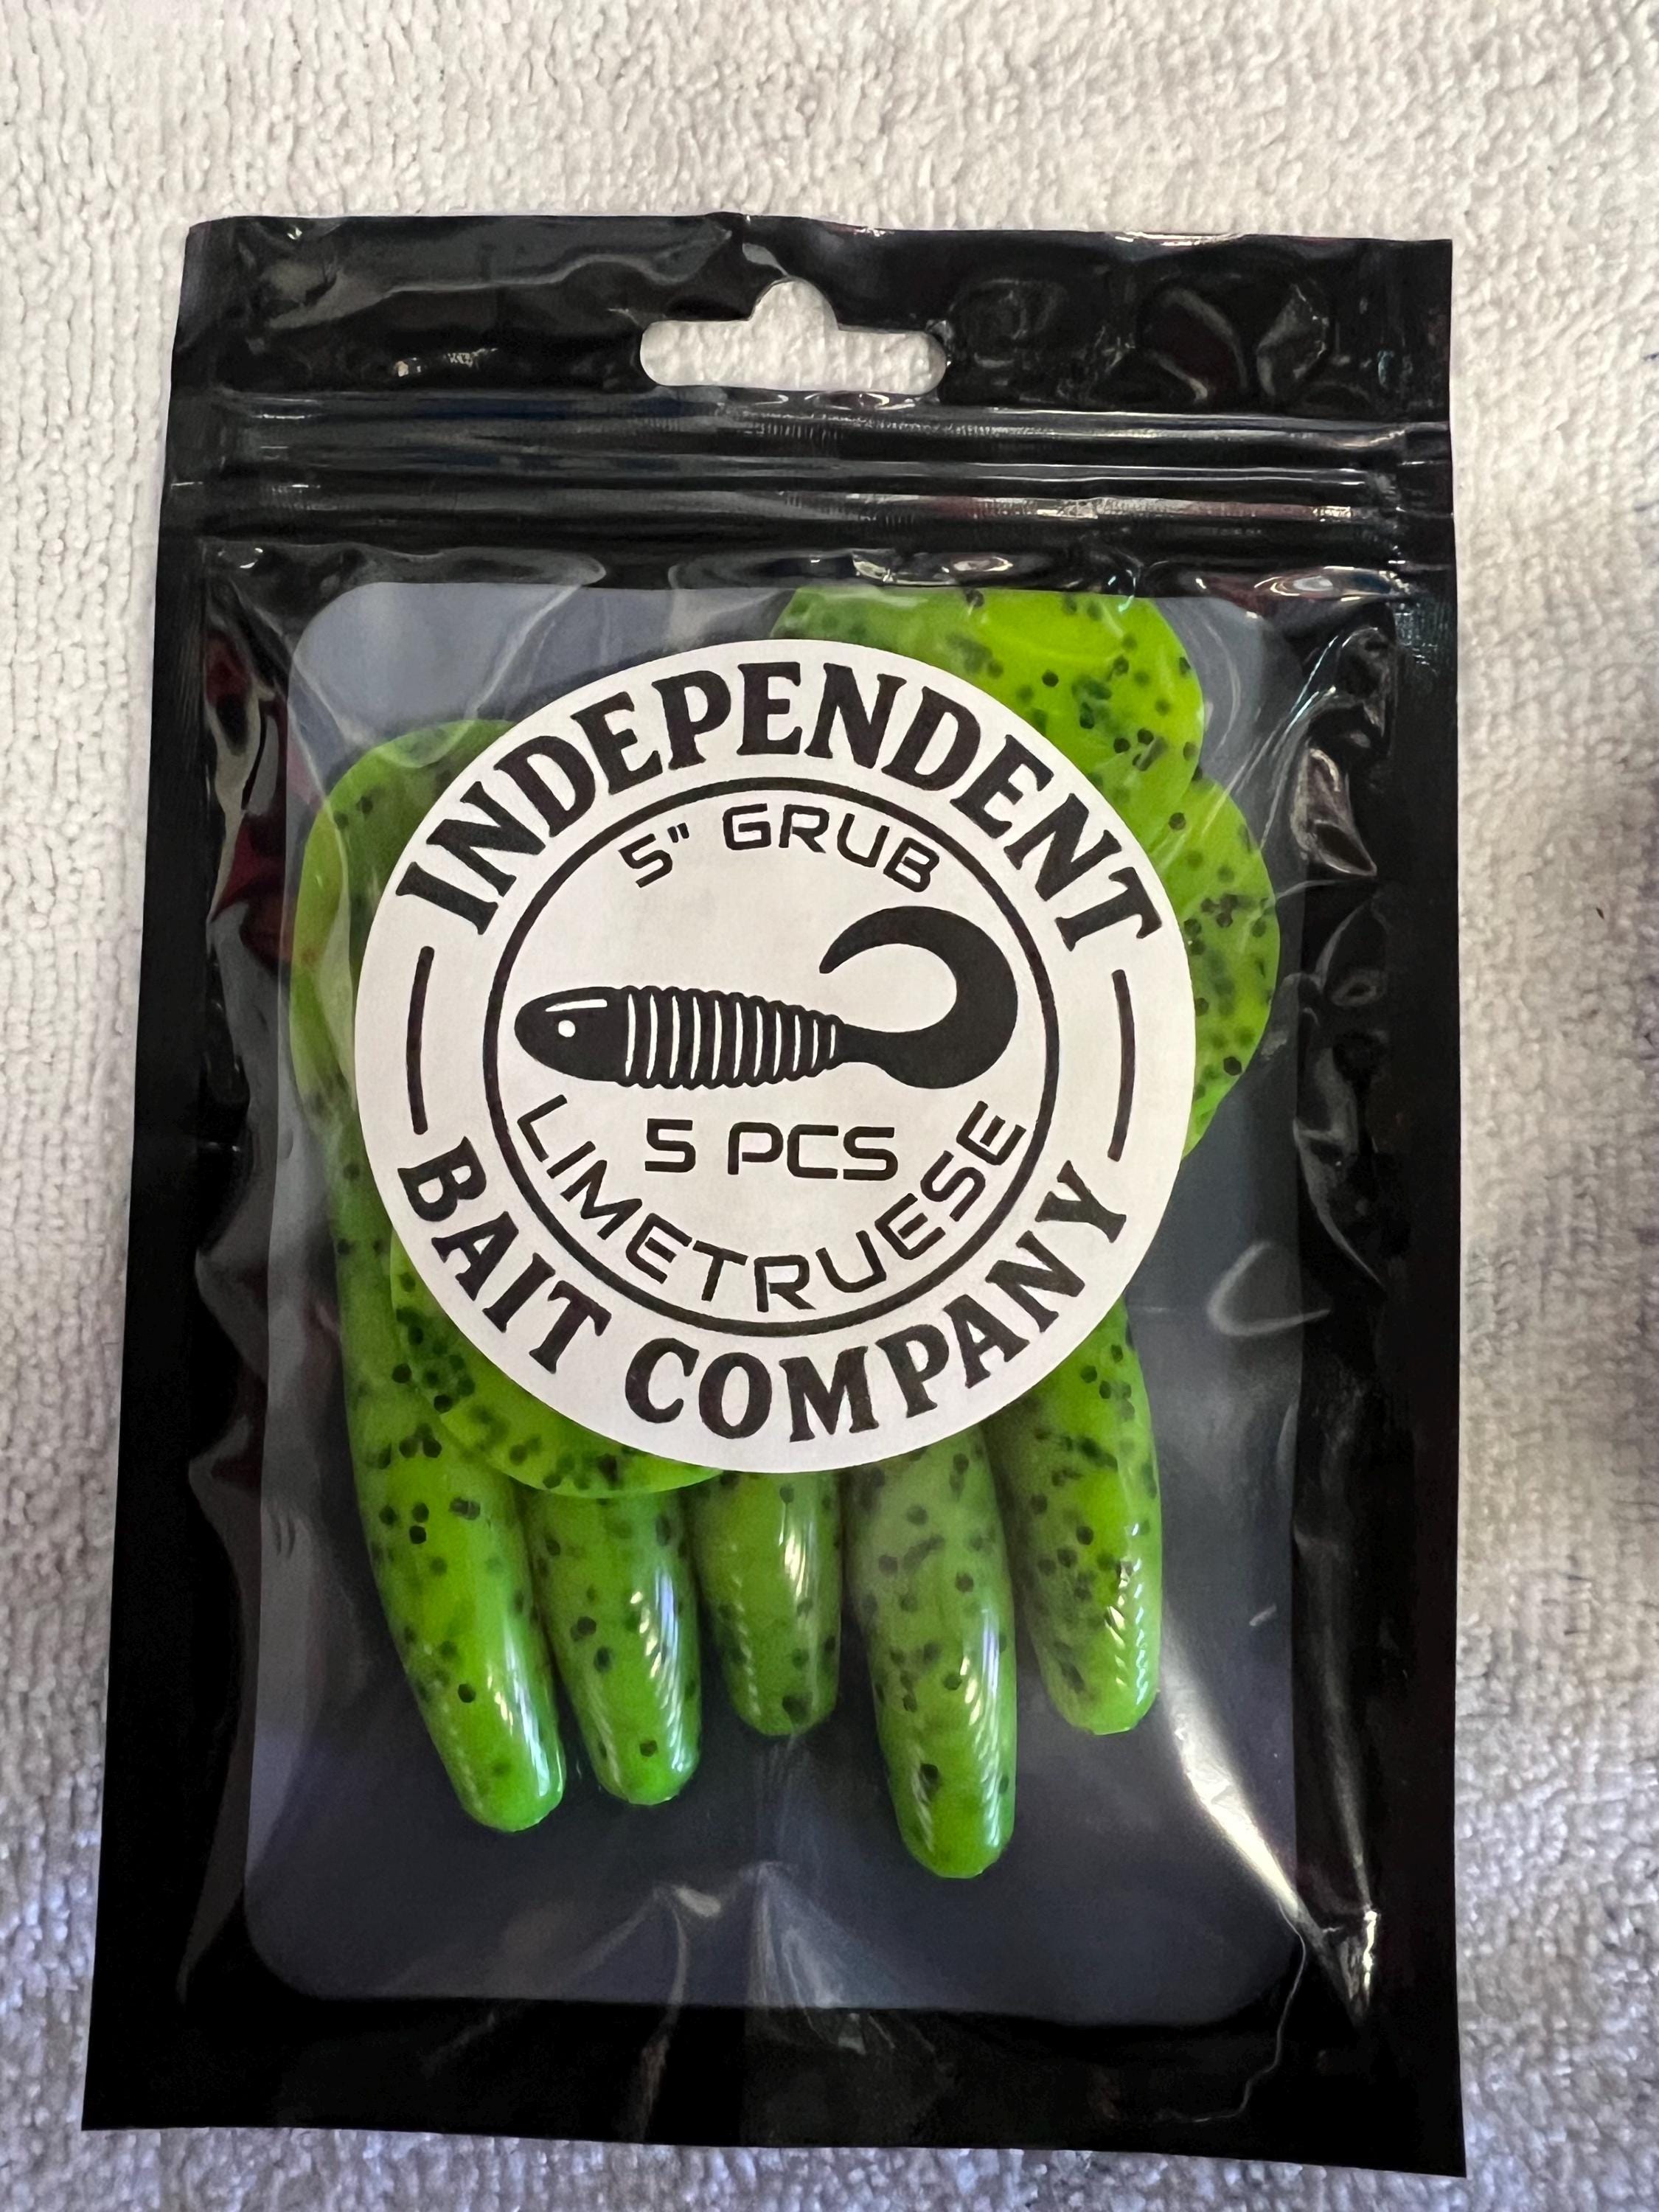 INDEPENDENT
5" GRUB
5 PCS
LIMETRUESE
BAIT COMPANY